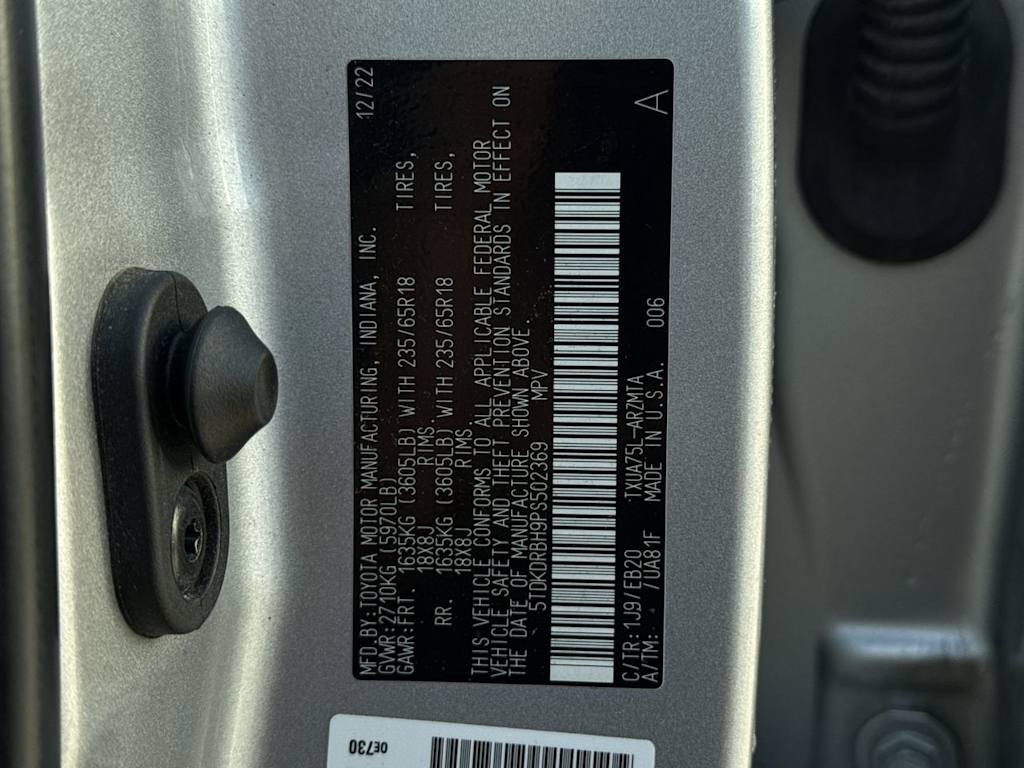 MFD.BY:TOYOTA MOTOR MANUFACTURING, INDIANA, INC. 12/22
GVWR:2710KG (5970LB)
GAWR:FRT. 1635KG (3605LB) WITH 235/65R18 TIRES,
18X8J RIMS.
RR. 1635KG (3605LB) WITH 235/65R18 TIRES,
18X8J RIMS.
THIS VEHICLE CONFORMS TO ALL APPLICABLE FEDERAL MOTOR
VEHICLE SAFETY AND THEFT PREVENTION STANDARDS IN EFFECT ON
THE DATE OF MANUFACTURE SHOWN ABOVE.
5TDKDRBH9PS502369 MPV
C/TR:1J9/EB20 TXUA75L-ARZMTA 006 A
A/TM: -/UA81F MADE IN U.S.A.
0E730